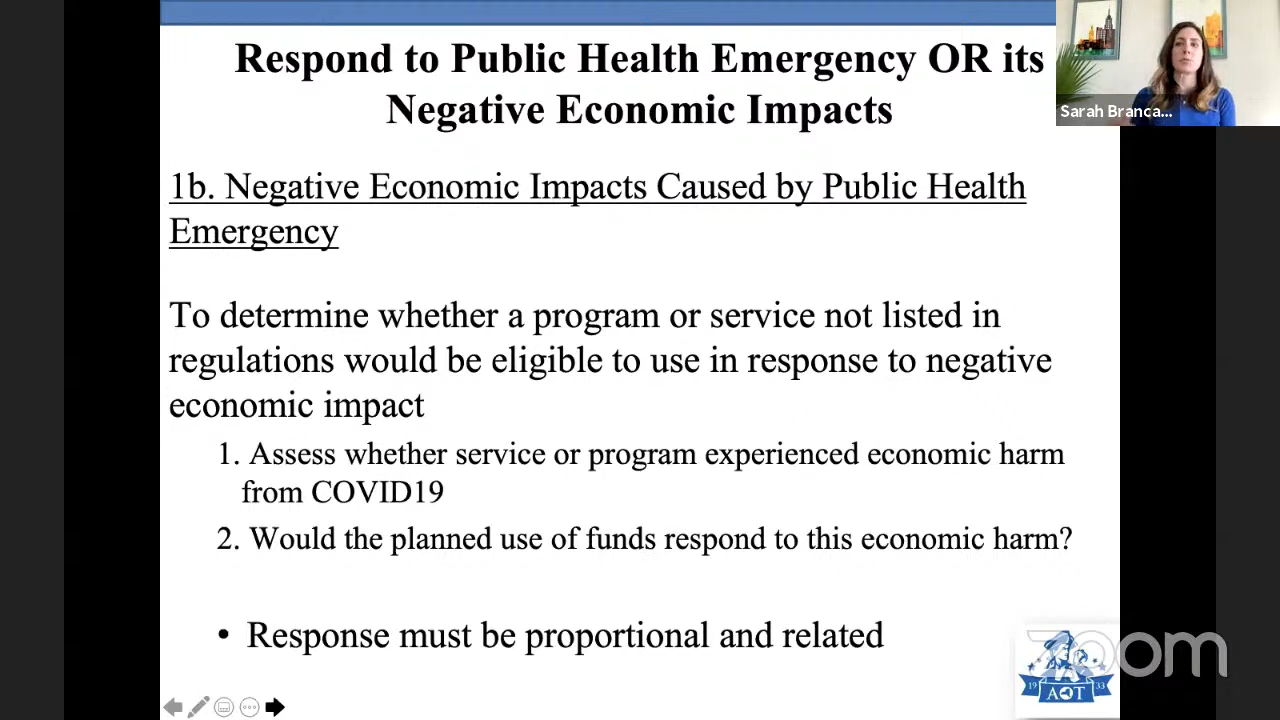 Respond to Public Health Emergency OR its
Negative Economic Impacts
Sarah Branca...
1b. Negative Economic Impacts Caused by Public Health
Emergency
To determine whether a program or service not listed in
regulations would be eligible to use in response to negative
economic impact
1. Assess whether service or program experienced economic harm
from COVID19
2. Would the planned use of funds respond to this economic harm?
• Response must be proportional and related
zoom
19 AOT 33